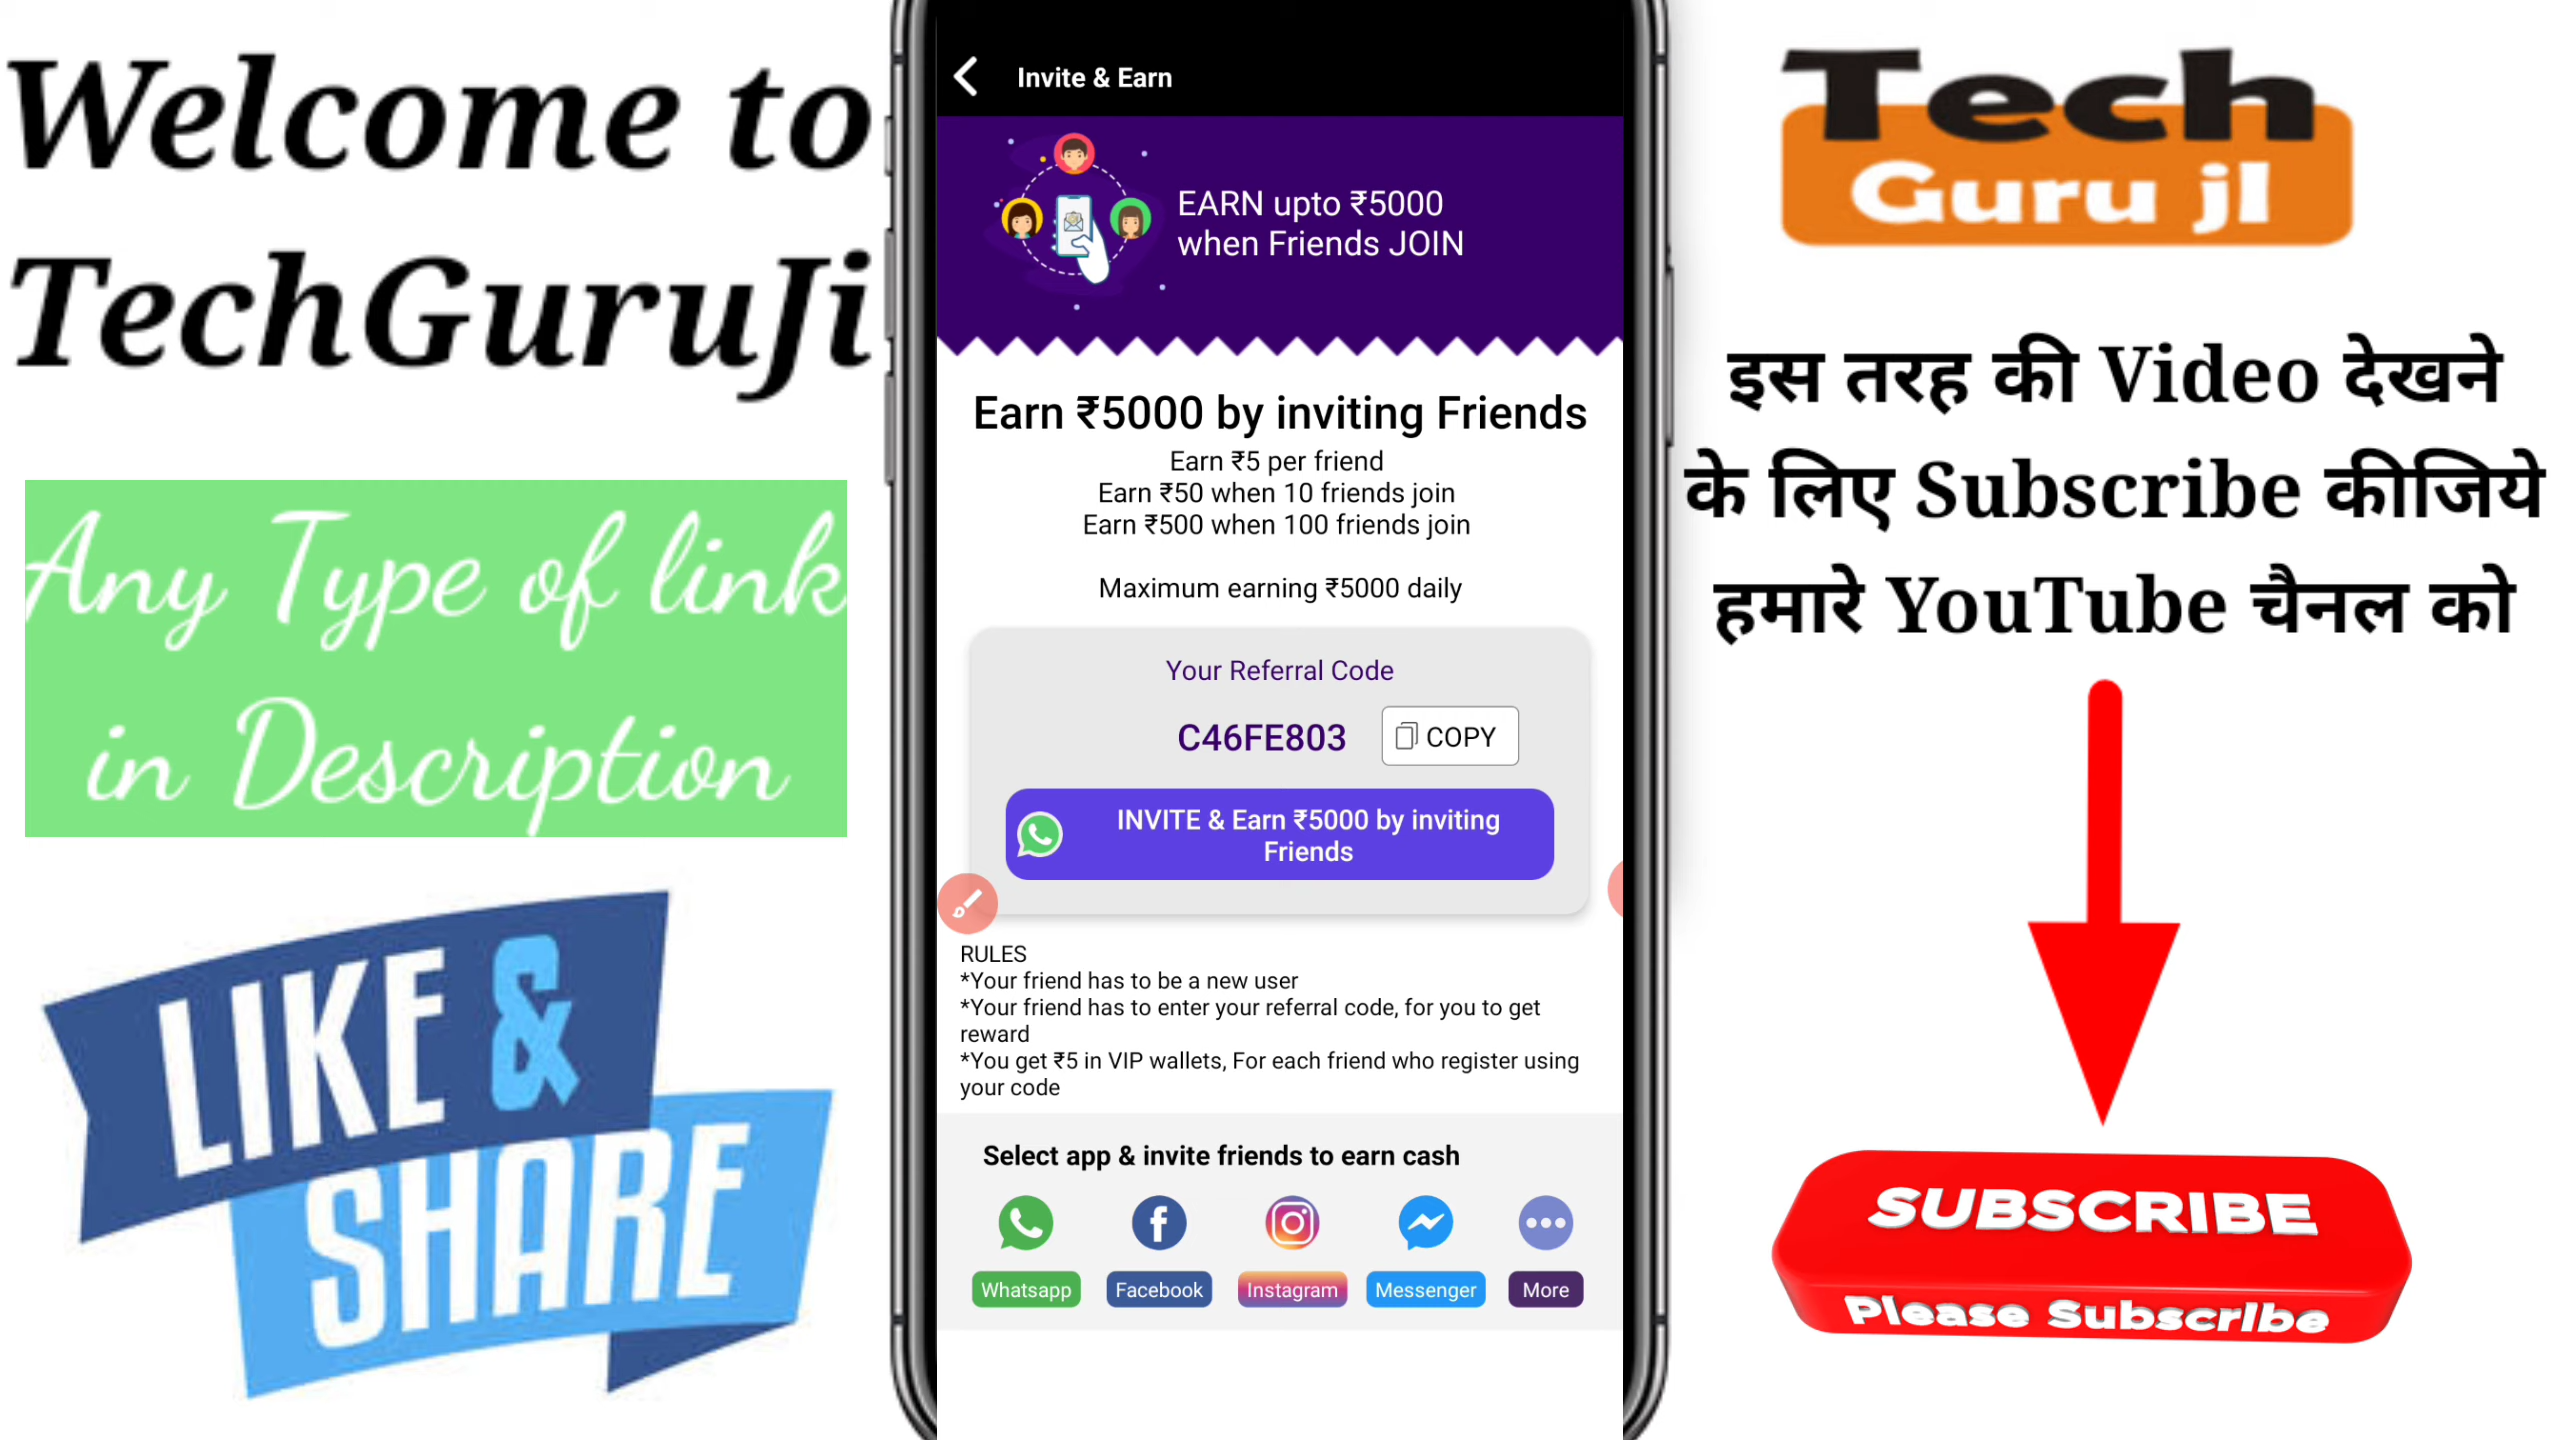 Welcome to
TechGuruJi
Any Type of link
in Description
LIKE &
SHARE
Invite & Earn
EARN upto ₹5000
when Friends JOIN
Earn ₹5000 by inviting Friends
Earn ₹5 per friend
Earn ₹50 when 10 friends join
Earn ₹500 when 100 friends join
Maximum earning ₹5000 daily
Your Referral Code
C46FE803
COPY
INVITE & Earn ₹5000 by inviting
Friends
RULES
*Your friend has to be a new user
*Your friend has to enter your referral code, for you to get
reward
*You get ₹5 in VIP wallets, For each friend who register using
your code
Select app & invite friends to earn cash
Whatsapp
Facebook
Instagram
Messenger
More
Tech
Guru jI
इस तरह की Video देखने
के लिए Subscribe कीजिये
हमारे YouTube चैनल को
SUBSCRIBE
Please Subscribe